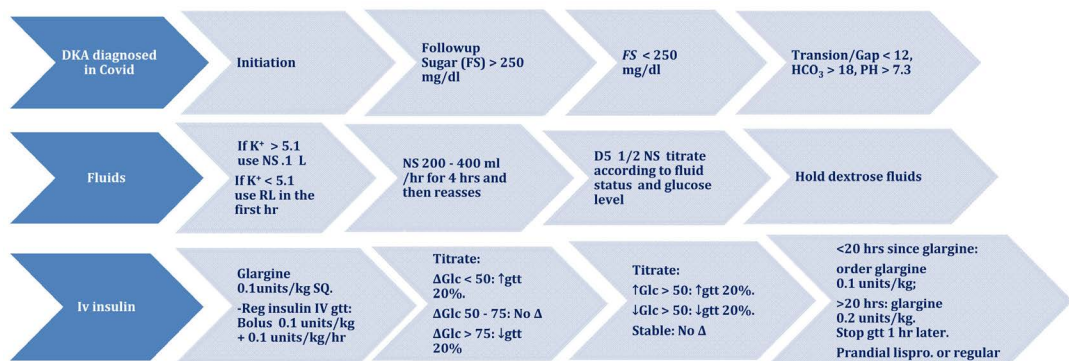 DKA diagnosed
in Covid
Initiation
Followup
Sugar (FS) > 250
mg/dl
FS < 250
mg/dl
Transion/Gap < 12,
HCO₃ > 18, PH > 7.3
Fluids
If K⁺ > 5.1
use NS .1 L
If K⁺ < 5.1
use RL in the
first hr
NS 200 - 400 ml
/hr for 4 hrs and
then reasses
D5 1/2 NS titrate
according to fluid
status and glucose
level
Hold dextrose fluids
Iv insulin
Glargine
0.1units/kg SQ.
-Reg insulin IV gtt:
Bolus 0.1 units/kg
+ 0.1 units/kg/hr
Titrate:
ΔGlc < 50: ↑gtt
20%.
ΔGlc 50 - 75: No Δ
ΔGlc > 75: ↓gtt
20%
Titrate:
↑Glc > 50: ↑gtt 20%.
↓Glc > 50: ↓gtt 20%.
Stable: No Δ
<20 hrs since glargine:
order glargine
0.1 units/kg;
>20 hrs: glargine
0.2 units/kg.
Stop gtt 1 hr later.
Prandial lispro. or regular